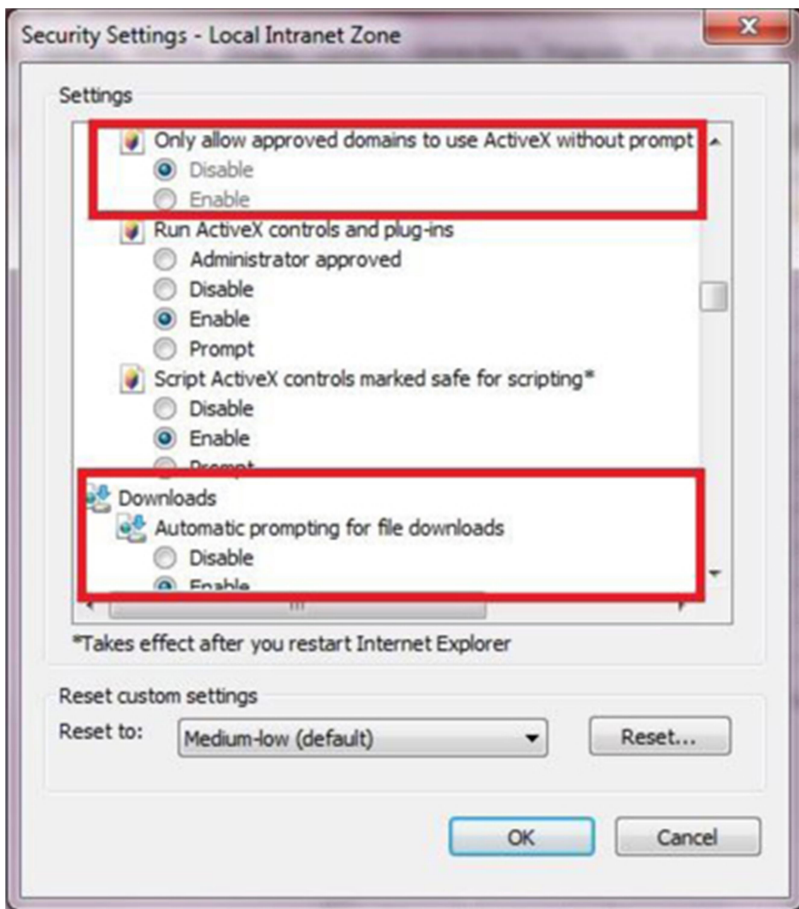 Security Settings - Local Intranet Zone
Settings
Only allow approved domains to use ActiveX without prompt
Disable
Enable
Run ActiveX controls and plug-ins
Administrator approved
Disable
Enable
Prompt
Script ActiveX controls marked safe for scripting*
Disable
Enable
Prompt
Downloads
Automatic prompting for file downloads
Disable
Enable
*Takes effect after you restart Internet Explorer
Reset custom settings
Reset to:
Medium-low (default)
Reset...
OK
Cancel